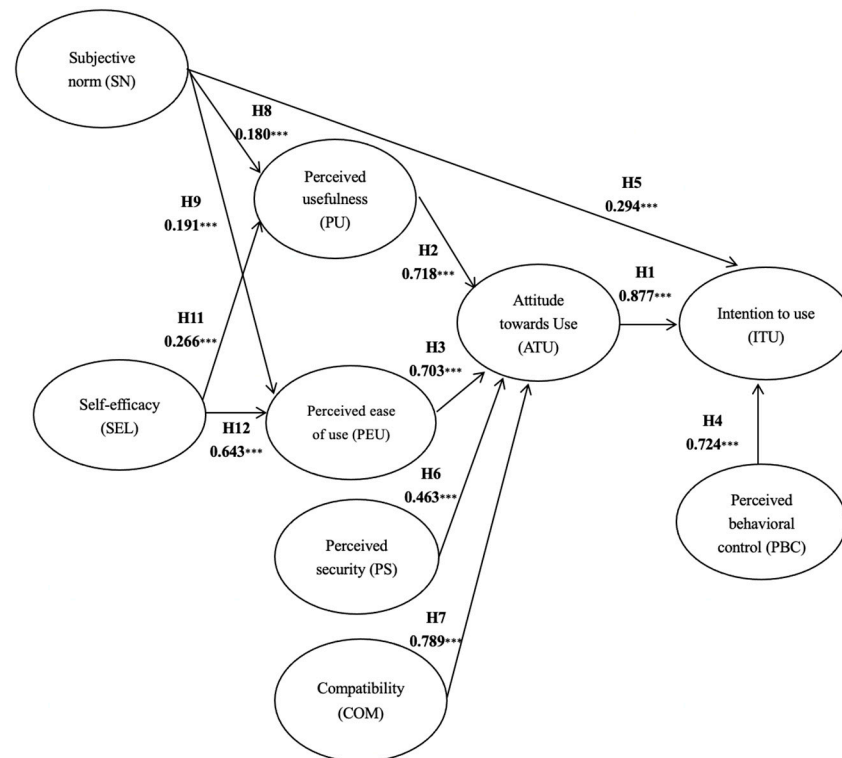 Subjective
norm (SN)
H8
0.180***
Perceived
usefulness
(PU)
H5
0.294***
H9
0.191***
H2
0.718***
Attitude
towards Use
(ATU)
H1
0.877***
Intention to use
(ITU)
H11
0.266***
H3
0.703***
Self-efficacy
(SEL)
H12
0.643***
Perceived ease
of use (PEU)
H4
0.724***
H6
0.463***
Perceived
behavioral
control (PBC)
Perceived
security (PS)
H7
0.789***
Compatibility
(COM)